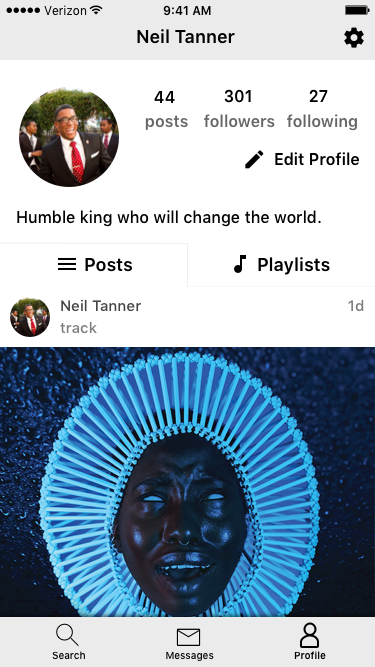 Verizon 9:41 AM
Neil Tanner
44 301 27
posts followers following
Edit Profile
Humble king who will change the world.
Posts Playlists
Neil Tanner 1d
track
Search Messages Profile